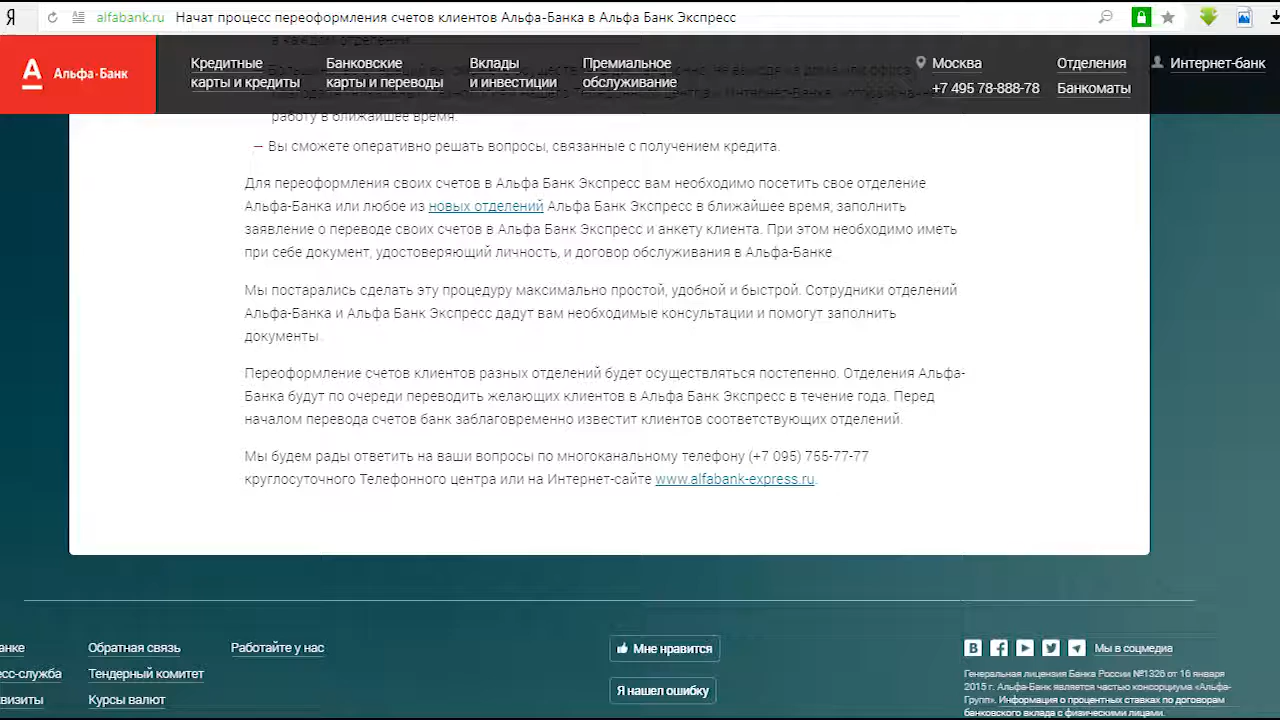 Я alfabank.ru Начат процесс переоформления счетов клиентов Альфа-Банка в Альфа Банк Экспресс
А Альфа·Банк
Кредитные
карты и кредиты
Банковские
карты и переводы
Вклады
и инвестиции
Премиальное
обслуживание
Москва
+7 495 78-888-78
Отделения
Банкоматы
Интернет-банк
в каждом отделении.
работу в ближайшее время.
— Вы сможете оперативно решать вопросы, связанные с получением кредита.
Для переоформления своих счетов в Альфа Банк Экспресс вам необходимо посетить свое отделение
Альфа-Банка или любое из новых отделений Альфа Банк Экспресс в ближайшее время, заполнить
заявление о переводе своих счетов в Альфа Банк Экспресс и анкету клиента. При этом необходимо иметь
при себе документ, удостоверяющий личность, и договор обслуживания в Альфа-Банке.
Мы постарались сделать эту процедуру максимально простой, удобной и быстрой. Сотрудники отделений
Альфа-Банка и Альфа Банк Экспресс дадут вам необходимые консультации и помогут заполнить
документы.
Переоформление счетов клиентов разных отделений будет осуществляться постепенно. Отделения Альфа-
Банка будут по очереди переводить желающих клиентов в Альфа Банк Экспресс в течение года. Перед
началом перевода счетов банк заблаговременно известит клиентов соответствующих отделений.
Мы будем рады ответить на ваши вопросы по многоканальному телефону (+7 095) 755-77-77
круглосуточного Телефонного центра или на Интернет-сайте www.alfabank-express.ru.
анке
есс-служба
визиты
Обратная связь
Тендерный комитет
Курсы валют
Работайте у нас
Мне нравится
Я нашел ошибку
Мы в соцмедиа
Генеральная лицензия Банка России №1326 от 16 января
2015 г. Альфа-Банк является частью консорциума «Альфа-
Групп». Информация о процентных ставках по договорам
банковского вклада с физическими лицами.